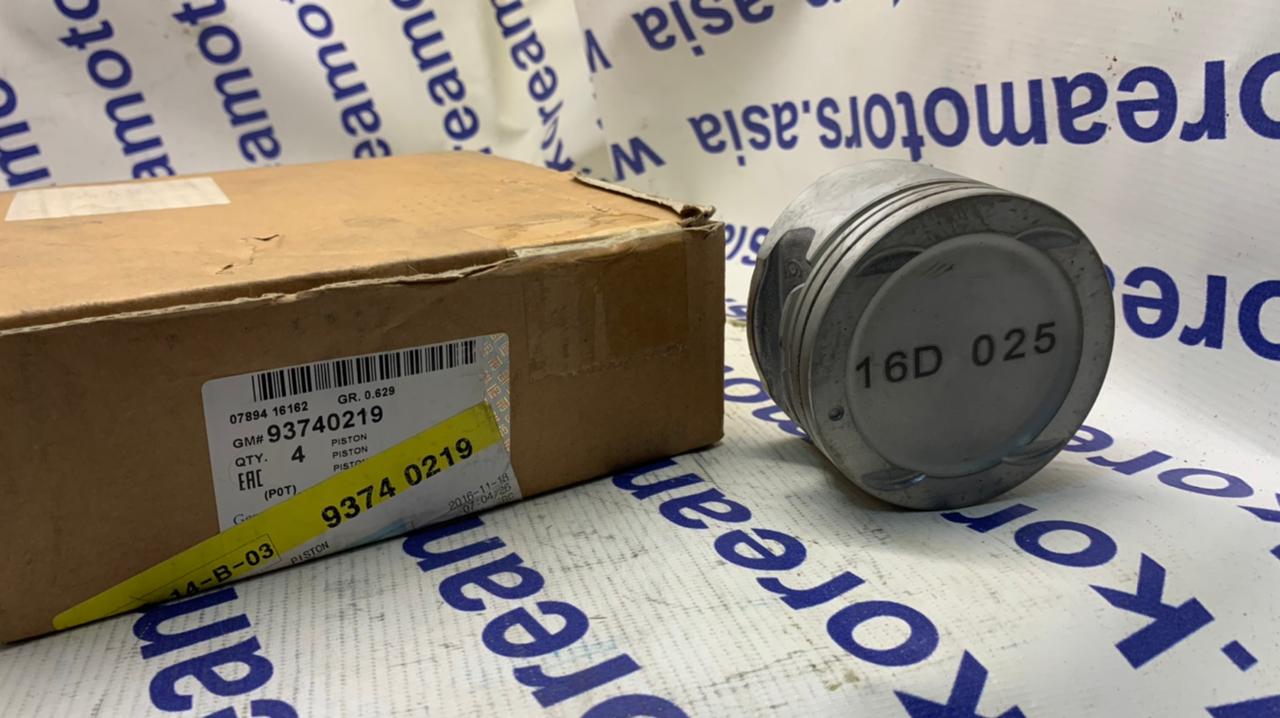 07894 16162 GR. 0.629
GM# 93740219
QTY. 4 PISTON
PISTON
EAC
(P0T)
9374 0219
2016-11-18
14-B-03
PISTON
16D 025
koreamotors.asia